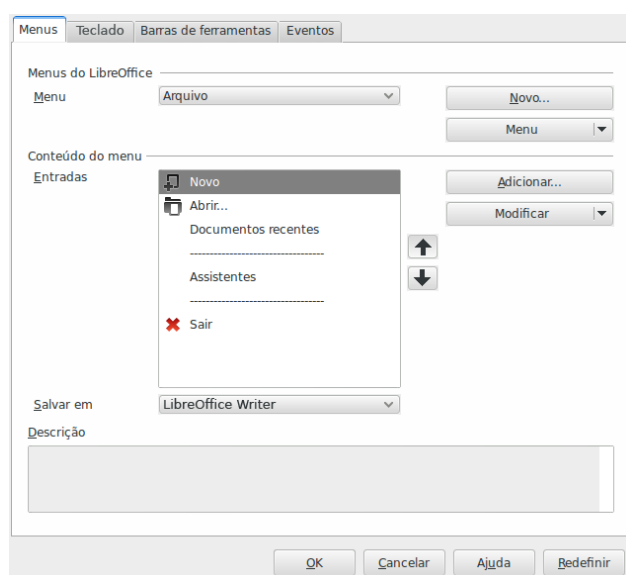 Menus Teclado Barras de ferramentas Eventos
Menus do LibreOffice
Menu Arquivo Novo...
Menu
Conteúdo do menu
Entradas Novo Adicionar...
Abrir... Modificar
Documentos recentes
---------------------------------
Assistentes
---------------------------------
Sair
Salvar em LibreOffice Writer
Descrição
OK Cancelar Ajuda Redefinir